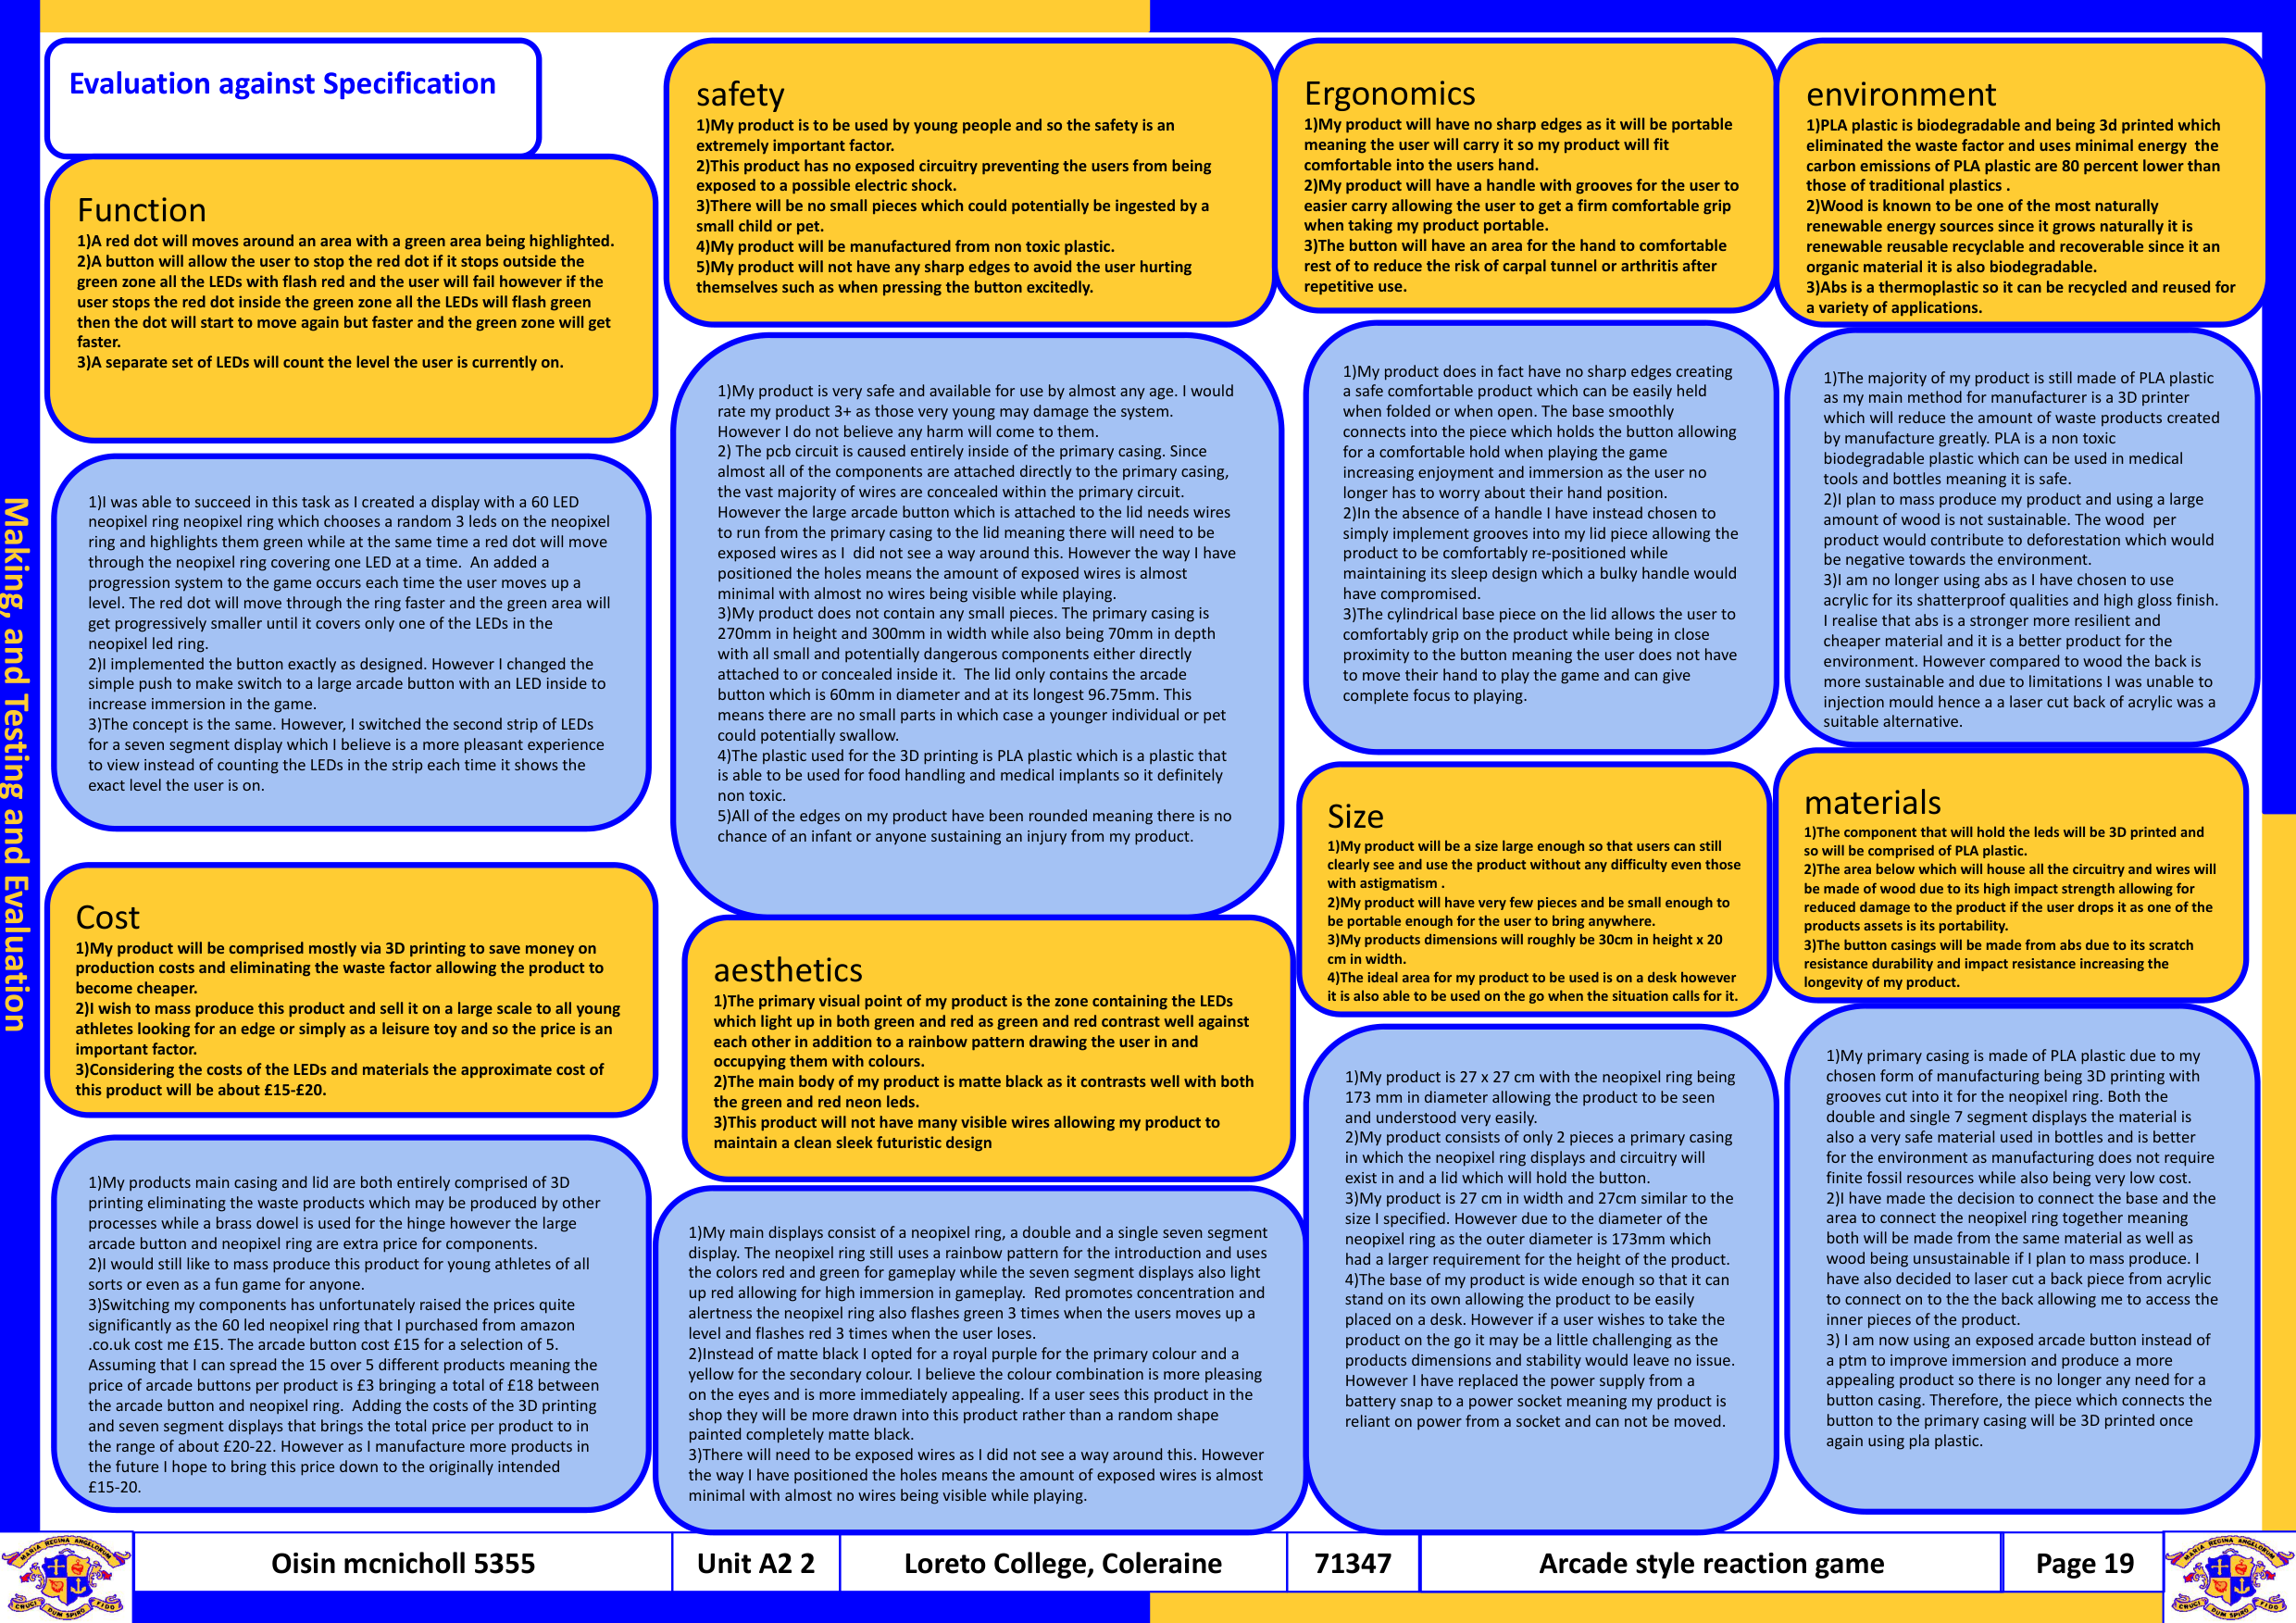 Evaluation against Specification
Function
1)A red dot will moves around an area with a green area being highlighted.
2)A button will allow the user to stop the red dot if it stops outside the
green zone all the LEDs with flash red and the user will fail however if the
user stops the red dot inside the green zone all the LEDs will flash green
then the dot will start to move again but faster and the green zone will get
faster.
3)A separate set of LEDs will count the level the user is currently on.
1)I was able to succeed in this task as I created a display with a 60 LED
neopixel ring neopixel ring which chooses a random 3 leds on the neopixel
ring and highlights them green while at the same time a red dot will move
through the neopixel ring covering one LED at a time.  An added a
progression system to the game occurs each time the user moves up a
level. The red dot will move through the ring faster and the green area will
get progressively smaller until it covers only one of the LEDs in the
neopixel led ring.
2)I implemented the button exactly as designed. However I changed the
simple push to make switch to a large arcade button with an LED inside to
increase immersion in the game.
3)The concept is the same. However, I switched the second strip of LEDs
for a seven segment display which I believe is a more pleasant experience
to view instead of counting the LEDs in the strip each time it shows the
exact level the user is on.
Cost
1)My product will be comprised mostly via 3D printing to save money on
production costs and eliminating the waste factor allowing the product to
become cheaper.
2)I wish to mass produce this product and sell it on a large scale to all young
athletes looking for an edge or simply as a leisure toy and so the price is an
important factor.
3)Considering the costs of the LEDs and materials the approximate cost of
this product will be about £15-£20.
1)My products main casing and lid are both entirely comprised of 3D
printing eliminating the waste products which may be produced by other
processes while a brass dowel is used for the hinge however the large
arcade button and neopixel ring are extra price for components.
2)I would still like to mass produce this product for young athletes of all
sorts or even as a fun game for anyone.
3)Switching my components has unfortunately raised the prices quite
significantly as the 60 led neopixel ring that I purchased from amazon
.co.uk cost me £15. The arcade button cost £15 for a selection of 5.
Assuming that I can spread the 15 over 5 different products meaning the
price of arcade buttons per product is £3 bringing a total of £18 between
the arcade button and neopixel ring.  Adding the costs of the 3D printing
and seven segment displays that brings the total price per product to in
the range of about £20-22. However as I manufacture more products in
the future I hope to bring this price down to the originally intended
£15-20.
safety
1)My product is to be used by young people and so the safety is an
extremely important factor.
2)This product has no exposed circuitry preventing the users from being
exposed to a possible electric shock.
3)There will be no small pieces which could potentially be ingested by a
small child or pet.
4)My product will be manufactured from non toxic plastic.
5)My product will not have any sharp edges to avoid the user hurting
themselves such as when pressing the button excitedly.
1)My product is very safe and available for use by almost any age. I would
rate my product 3+ as those very young may damage the system.
However I do not believe any harm will come to them.
2) The pcb circuit is caused entirely inside of the primary casing. Since
almost all of the components are attached directly to the primary casing,
the vast majority of wires are concealed within the primary circuit.
However the large arcade button which is attached to the lid needs wires
to run from the primary casing to the lid meaning there will need to be
exposed wires as I  did not see a way around this. However the way I have
positioned the holes means the amount of exposed wires is almost
minimal with almost no wires being visible while playing.
3)My product does not contain any small pieces. The primary casing is
270mm in height and 300mm in width while also being 70mm in depth
with all small and potentially dangerous components either directly
attached to or concealed inside it.  The lid only contains the arcade
button which is 60mm in diameter and at its longest 96.75mm. This
means there are no small parts in which case a younger individual or pet
could potentially swallow.
4)The plastic used for the 3D printing is PLA plastic which is a plastic that
is able to be used for food handling and medical implants so it definitely
non toxic.
5)All of the edges on my product have been rounded meaning there is no
chance of an infant or anyone sustaining an injury from my product.
aesthetics
1)The primary visual point of my product is the zone containing the LEDs
which light up in both green and red as green and red contrast well against
each other in addition to a rainbow pattern drawing the user in and
occupying them with colours.
2)The main body of my product is matte black as it contrasts well with both
the green and red neon leds.
3)This product will not have many visible wires allowing my product to
maintain a clean sleek futuristic design
1)My main displays consist of a neopixel ring, a double and a single seven segment
display. The neopixel ring still uses a rainbow pattern for the introduction and uses
the colors red and green for gameplay while the seven segment displays also light
up red allowing for high immersion in gameplay.  Red promotes concentration and
alertness the neopixel ring also flashes green 3 times when the users moves up a
level and flashes red 3 times when the user loses.
2)Instead of matte black I opted for a royal purple for the primary colour and a
yellow for the secondary colour. I believe the colour combination is more pleasing
on the eyes and is more immediately appealing. If a user sees this product in the
shop they will be more drawn into this product rather than a random shape
painted completely matte black.
3)There will need to be exposed wires as I did not see a way around this. However
the way I have positioned the holes means the amount of exposed wires is almost
minimal with almost no wires being visible while playing.
Ergonomics
1)My product will have no sharp edges as it will be portable
meaning the user will carry it so my product will fit
comfortable into the users hand.
2)My product will have a handle with grooves for the user to
easier carry allowing the user to get a firm comfortable grip
when taking my product portable.
3)The button will have an area for the hand to comfortable
rest of to reduce the risk of carpal tunnel or arthritis after
repetitive use.
1)My product does in fact have no sharp edges creating
a safe comfortable product which can be easily held
when folded or when open. The base smoothly
connects into the piece which holds the button allowing
for a comfortable hold when playing the game
increasing enjoyment and immersion as the user no
longer has to worry about their hand position.
2)In the absence of a handle I have instead chosen to
simply implement grooves into my lid piece allowing the
product to be comfortably re-positioned while
maintaining its sleep design which a bulky handle would
have compromised.
3)The cylindrical base piece on the lid allows the user to
comfortably grip on the product while being in close
proximity to the button meaning the user does not have
to move their hand to play the game and can give
complete focus to playing.
Size
1)My product will be a size large enough so that users can still
clearly see and use the product without any difficulty even those
with astigmatism .
2)My product will have very few pieces and be small enough to
be portable enough for the user to bring anywhere.
3)My products dimensions will roughly be 30cm in height x 20
cm in width.
4)The ideal area for my product to be used is on a desk however
it is also able to be used on the go when the situation calls for it.
1)My product is 27 x 27 cm with the neopixel ring being
173 mm in diameter allowing the product to be seen
and understood very easily.
2)My product consists of only 2 pieces a primary casing
in which the neopixel ring displays and circuitry will
exist in and a lid which will hold the button.
3)My product is 27 cm in width and 27cm similar to the
size I specified. However due to the diameter of the
neopixel ring as the outer diameter is 173mm which
had a larger requirement for the height of the product.
4)The base of my product is wide enough so that it can
stand on its own allowing the product to be easily
placed on a desk. However if a user wishes to take the
product on the go it may be a little challenging as the
products dimensions and stability would leave no issue.
However I have replaced the power supply from a
battery snap to a power socket meaning my product is
reliant on power from a socket and can not be moved.
environment
1)PLA plastic is biodegradable and being 3d printed which
eliminated the waste factor and uses minimal energy  the
carbon emissions of PLA plastic are 80 percent lower than
those of traditional plastics .
2)Wood is known to be one of the most naturally
renewable energy sources since it grows naturally it is
renewable reusable recyclable and recoverable since it an
organic material it is also biodegradable.
3)Abs is a thermoplastic so it can be recycled and reused for
a variety of applications.
1)The majority of my product is still made of PLA plastic
as my main method for manufacturer is a 3D printer
which will reduce the amount of waste products created
by manufacture greatly. PLA is a non toxic
biodegradable plastic which can be used in medical
tools and bottles meaning it is safe.
2)I plan to mass produce my product and using a large
amount of wood is not sustainable. The wood  per
product would contribute to deforestation which would
be negative towards the environment.
3)I am no longer using abs as I have chosen to use
acrylic for its shatterproof qualities and high gloss finish.
I realise that abs is a stronger more resilient and
cheaper material and it is a better product for the
environment. However compared to wood the back is
more sustainable and due to limitations I was unable to
injection mould hence a a laser cut back of acrylic was a
suitable alternative.
materials
1)The component that will hold the leds will be 3D printed and
so will be comprised of PLA plastic.
2)The area below which will house all the circuitry and wires will
be made of wood due to its high impact strength allowing for
reduced damage to the product if the user drops it as one of the
products assets is its portability.
3)The button casings will be made from abs due to its scratch
resistance durability and impact resistance increasing the
longevity of my product.
1)My primary casing is made of PLA plastic due to my
chosen form of manufacturing being 3D printing with
grooves cut into it for the neopixel ring. Both the
double and single 7 segment displays the material is
also a very safe material used in bottles and is better
for the environment as manufacturing does not require
finite fossil resources while also being very low cost.
2)I have made the decision to connect the base and the
area to connect the neopixel ring together meaning
both will be made from the same material as well as
wood being unsustainable if I plan to mass produce. I
have also decided to laser cut a back piece from acrylic
to connect on to the the back allowing me to access the
inner pieces of the product.
3) I am now using an exposed arcade button instead of
a ptm to improve immersion and produce a more
appealing product so there is no longer any need for a
button casing. Therefore, the piece which connects the
button to the primary casing will be 3D printed once
again using pla plastic.
Making, and Testing and Evaluation
MARIA REGINA ANGELORUM
CRUCI DUM SPIRO FIDO
Oisin mcnicholl 5355
Unit A2 2
Loreto College, Coleraine
71347
Arcade style reaction game
Page 19
MARIA REGINA ANGELORUM
CRUCI DUM SPIRO FIDO